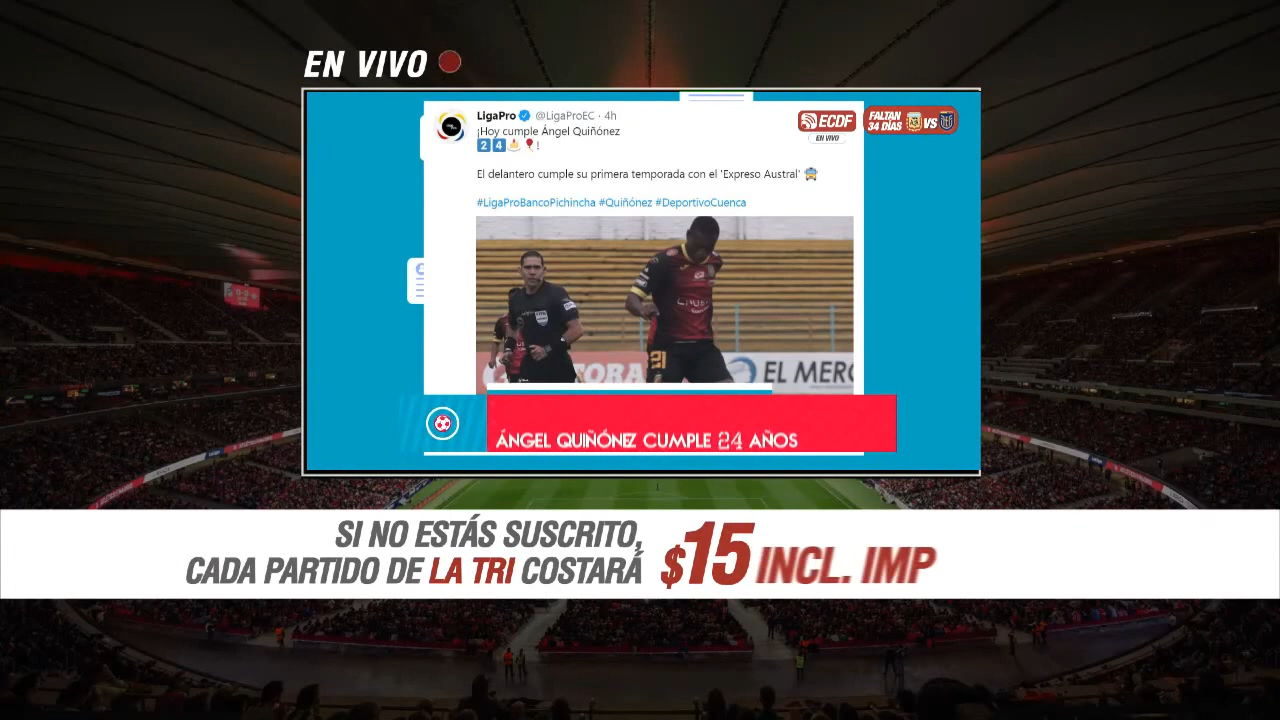 EN VIVO
LigaPro @LigaProEC · 4h
¡Hoy cumple Ángel Quiñónez
24🎂🎈!
El delantero cumple su primera temporada con el 'Expreso Austral' 🚖
#LigaProBancoPichincha #Quiñónez #DeportivoCuenca
ECDF
EN VIVO
FALTAN
34 DÍAS
VS
21
EL MERC
ÁNGEL QUIÑÓNEZ CUMPLE 24 AÑOS
SI NO ESTÁS SUSCRITO,
CADA PARTIDO DE LA TRI COSTARÁ
$15 INCL. IMP